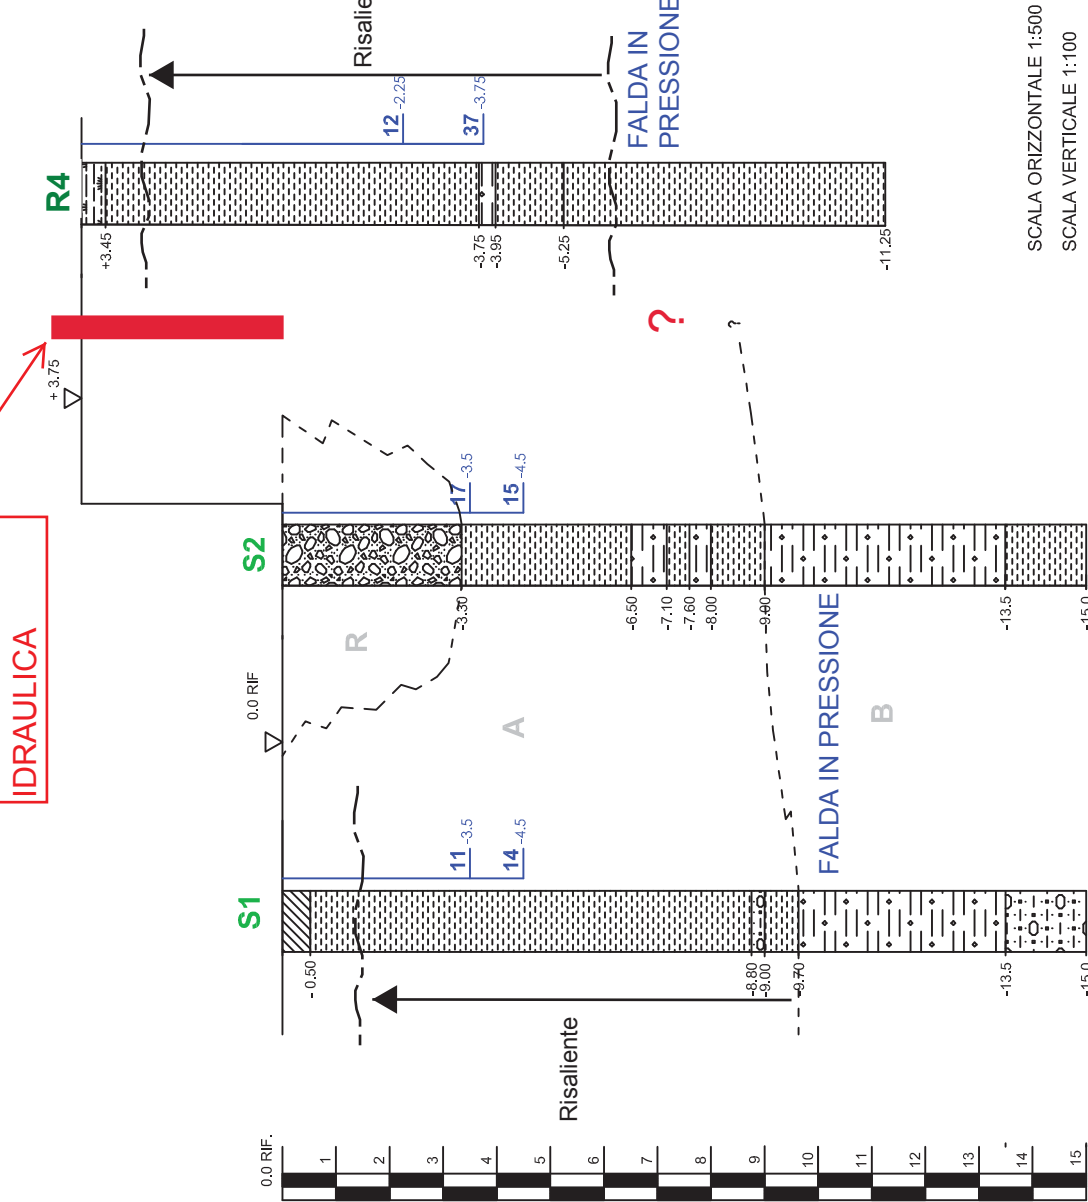 IDRAULICA
0.0 RIF.
1
2
3
4
5
6
7
8
9
10
11
12
13
14
15
Risaliente
S1
- 0.50
-8.80
-9.00
-9.70
-13.5
-15.0
11 -3.5
14 -4.5
FALDA IN PRESSIONE
0.0 RIF
R
A
B
S2
-3.30
-6.50
-7.10
-7.60
-8.00
-9.00
-13.5
-15.0
17 -3.5
15 -4.5
+ 3.75
?
?
R4
+3.45
-3.75
-3.95
-5.25
-11.25
12 -2.25
37 -3.75
FALDA IN
PRESSIONE
SCALA ORIZZONTALE 1:500
SCALA VERTICALE 1:100